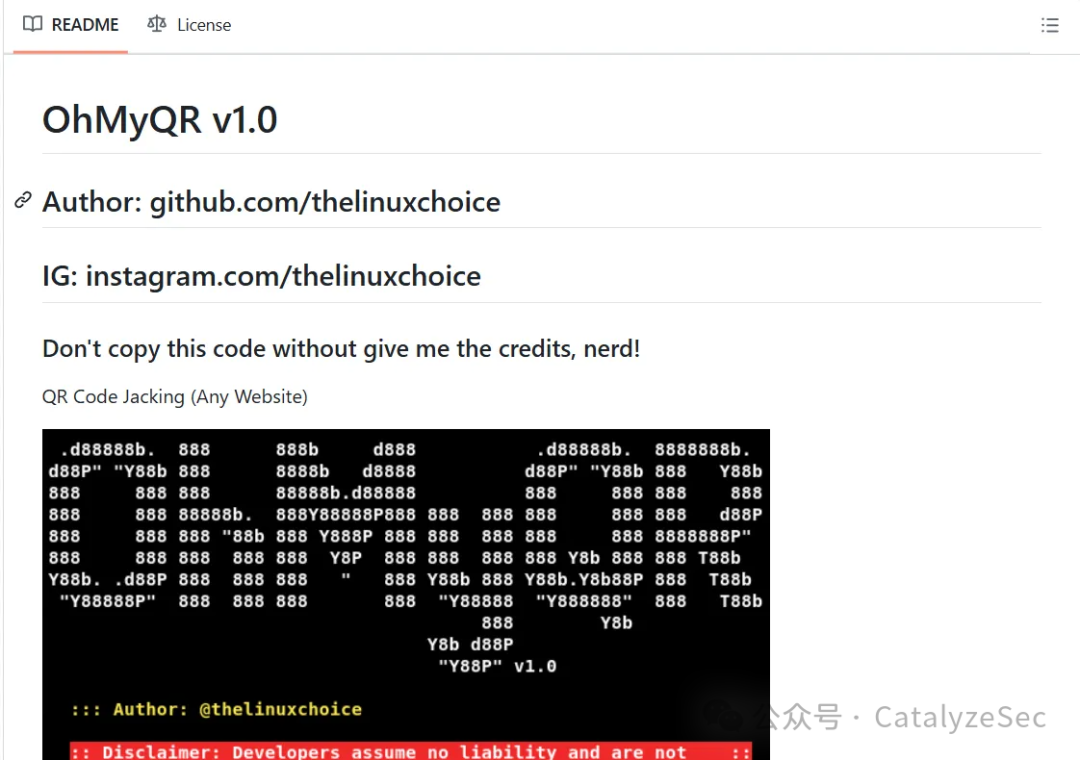 README
License
OhMyQR v1.0
Author: github.com/thelinuxchoice
IG: instagram.com/thelinuxchoice
Don't copy this code without give me the credits, nerd!
QR Code Jacking (Any Website)
.d88888b.  888      888b     d888           .d88888b.  8888888b.
d88P" "Y88b 888      8888b   d8888          d88P" "Y88b 888   Y88b
888     888 888      88888b.d88888          888     888 888    888
888     888 88888b.  888Y88888P888 888  888 888     888 888   d88P
888     888 888 "88b 888 Y888P 888 888  888 888     888 8888888P"
888     888 888  888 888  Y8P  888 888  888 888 Y8b 888 888 T88b
Y88b. .d88P 888  888 888   "   888 Y88b 888 Y88b.Y8b88P 888  T88b
"Y88888P"  888  888 888       888  "Y88888  "Y888888"  888   T88b
888        Y8b
Y8b d88P
"Y88P" v1.0
::: Author: @thelinuxchoice
:: Disclaimer: Developers assume no liability and are not    ::
公众号 · CatalyzeSec